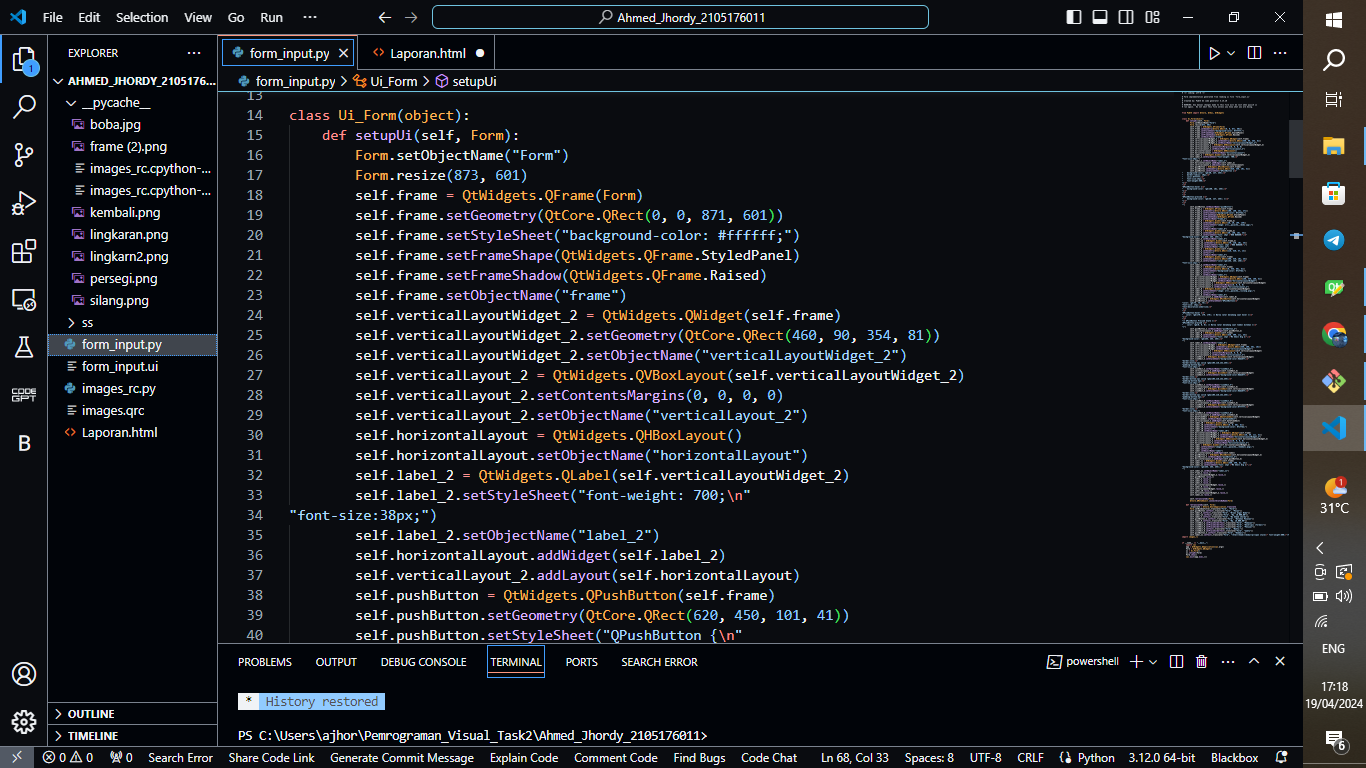 File Edit Selection View Go Run ··· Ahmed_Jhordy_2105176011
EXPLORER
AHMED_JHORDY_2105176...
__pycache__
boba.jpg
frame (2).png
images_rc.cpython-...
images_rc.cpython-...
kembali.png
lingkaran.png
lingkarn2.png
persegi.png
silang.png
ss
form_input.py
form_input.ui
images_rc.py
images.qrc
Laporan.html
OUTLINE
TIMELINE
1
CODE
GPT
B
form_input.py Laporan.html
form_input.py > Ui_Form > setupUi
13
14 class Ui_Form(object):
15 def setupUi(self, Form):
16 Form.setObjectName("Form")
17 Form.resize(873, 601)
18 self.frame = QtWidgets.QFrame(Form)
19 self.frame.setGeometry(QtCore.QRect(0, 0, 871, 601))
20 self.frame.setStyleSheet("background-color: #ffffff;")
21 self.frame.setFrameShape(QtWidgets.QFrame.StyledPanel)
22 self.frame.setFrameShadow(QtWidgets.QFrame.Raised)
23 self.frame.setObjectName("frame")
24 self.verticalLayoutWidget_2 = QtWidgets.QWidget(self.frame)
25 self.verticalLayoutWidget_2.setGeometry(QtCore.QRect(460, 90, 354, 81))
26 self.verticalLayoutWidget_2.setObjectName("verticalLayoutWidget_2")
27 self.verticalLayout_2 = QtWidgets.QVBoxLayout(self.verticalLayoutWidget_2)
28 self.verticalLayout_2.setContentsMargins(0, 0, 0, 0)
29 self.verticalLayout_2.setObjectName("verticalLayout_2")
30 self.horizontalLayout = QtWidgets.QHBoxLayout()
31 self.horizontalLayout.setObjectName("horizontalLayout")
32 self.label_2 = QtWidgets.QLabel(self.verticalLayoutWidget_2)
33 self.label_2.setStyleSheet("font-weight: 700;\n"
34 "font-size:38px;")
35 self.label_2.setObjectName("label_2")
36 self.horizontalLayout.addWidget(self.label_2)
37 self.verticalLayout_2.addLayout(self.horizontalLayout)
38 self.pushButton = QtWidgets.QPushButton(self.frame)
39 self.pushButton.setGeometry(QtCore.QRect(620, 450, 101, 41))
40 self.pushButton.setStyleSheet("QPushButton {\n"
PROBLEMS OUTPUT DEBUG CONSOLE TERMINAL PORTS SEARCH ERROR powershell
* History restored
PS C:\Users\ajhor\Pemrograman_Visual_Task2\Ahmed_Jhordy_2105176011>
0 0 0 Search Error Share Code Link Generate Commit Message Explain Code Comment Code Find Bugs Code Chat Ln 68, Col 33 Spaces: 8 UTF-8 CRLF Python 3.12.0 64-bit Blackbox
1
31°C
ENG
17:18
19/04/2024
6